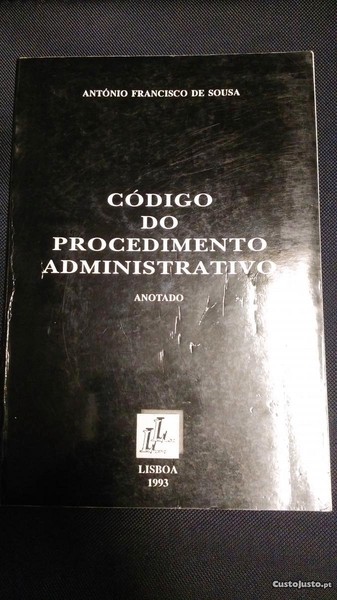 ANTÓNIO FRANCISCO DE SOUSA
CÓDIGO
DO
PROCEDIMENTO
ADMINISTRATIVO
ANOTADO
LISBOA
1993
CustoJusto.pt